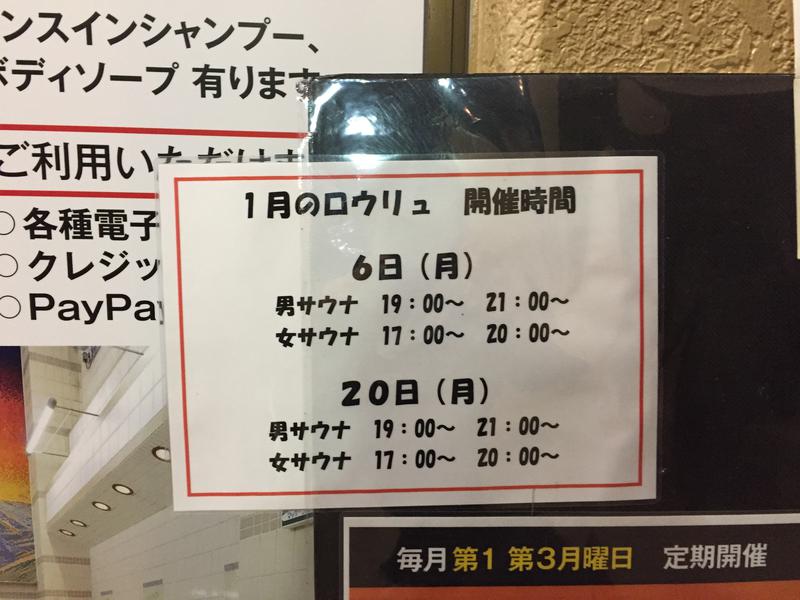 ンスインシャンプー、
ボディソープ 有ります
ご利用いただけま
○各種電子
○クレジッ
○PayPay
1月のロウリュ 開催時間
6日（月）
男サウナ 19：00〜 21：00〜
女サウナ 17：00〜 20：00〜
20日（月）
男サウナ 19：00〜 21：00〜
女サウナ 17：00〜 20：00〜
毎月第1 第3月曜日 定期開催